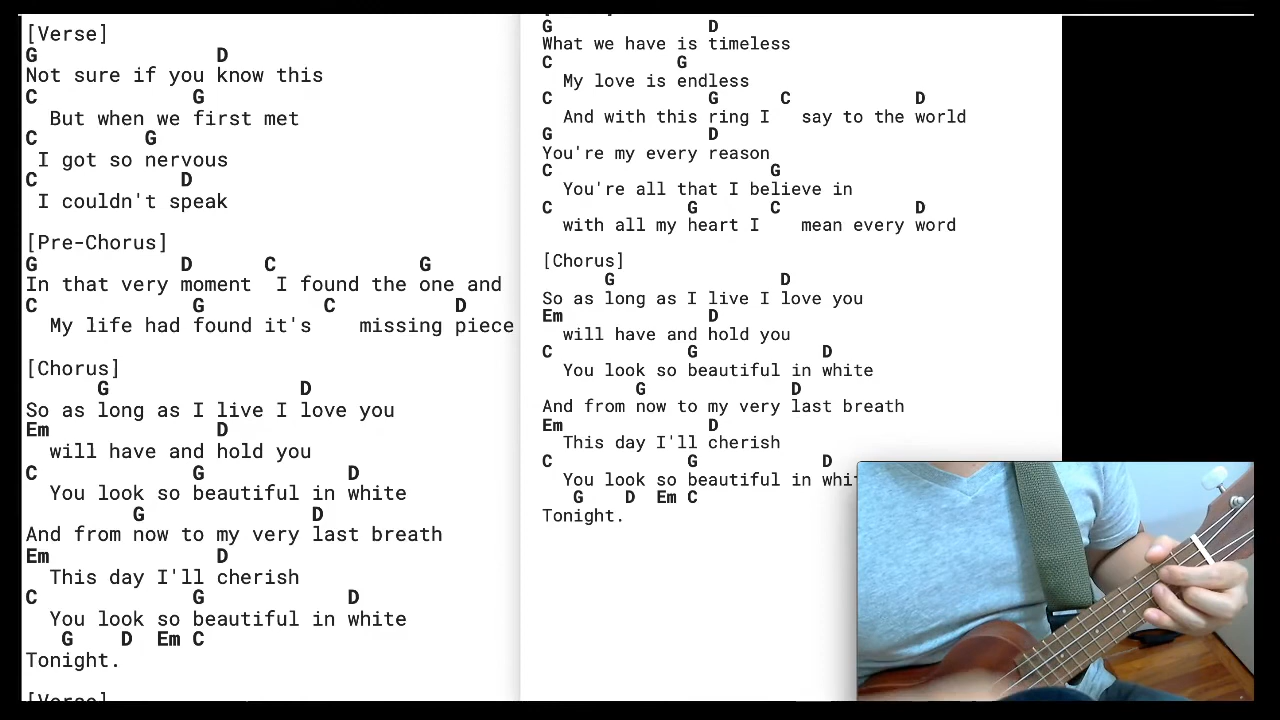 [Verse]
G D
Not sure if you know this
C G
But when we first met
C G
I got so nervous
C D
I couldn't speak
[Pre-Chorus]
G D C G
In that very moment I found the one and
C G C D
My life had found it's missing piece
[Chorus]
G D
So as long as I live I love you
Em D
will have and hold you
C G D
You look so beautiful in white
G D
And from now to my very last breath
Em D
This day I'll cherish
C G D
You look so beautiful in white
G D Em C
Tonight.
[Verse]
G D
What we have is timeless
C G
My love is endless
C G C D
And with this ring I say to the world
G D
You're my every reason
C G
You're all that I believe in
C G C D
with all my heart I mean every word
[Chorus]
G D
So as long as I live I love you
Em D
will have and hold you
C G D
You look so beautiful in white
G D
And from now to my very last breath
Em D
This day I'll cherish
C G D
You look so beautiful in whit
G D Em C
Tonight.